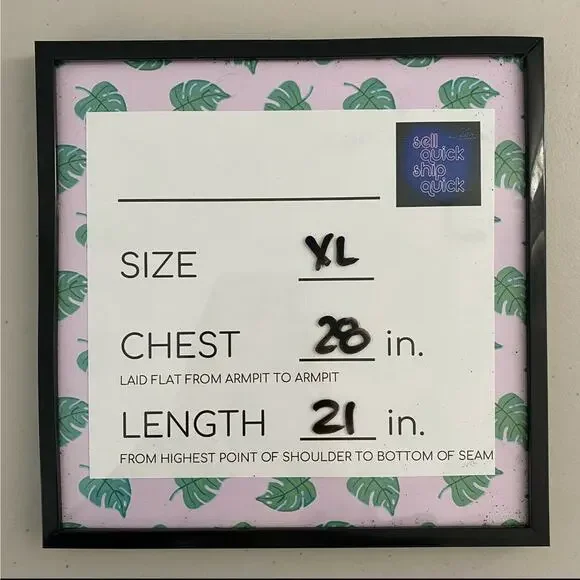 sell
quick
ship
quick
SIZE XL
CHEST 28 in.
LAID FLAT FROM ARMPIT TO ARMPIT
LENGTH 21 in.
FROM HIGHEST POINT OF SHOULDER TO BOTTOM OF SEAM